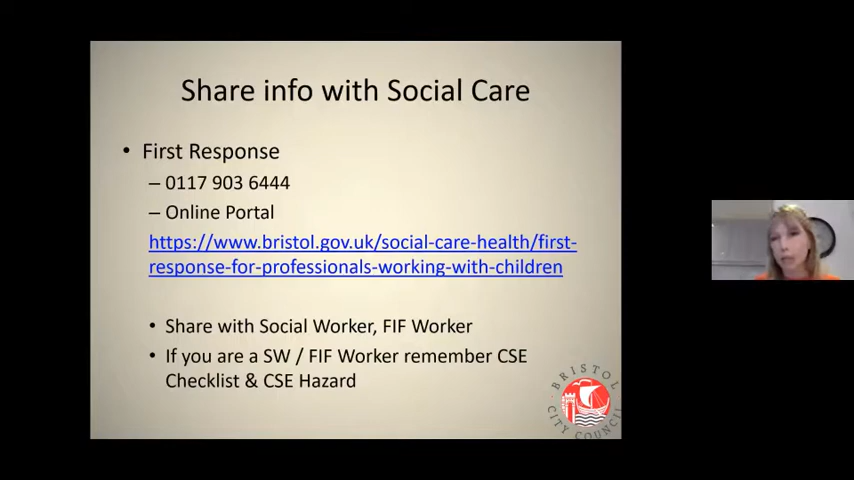 Share info with Social Care
• First Response
– 0117 903 6444
– Online Portal
https://www.bristol.gov.uk/social-care-health/first-
response-for-professionals-working-with-children
• Share with Social Worker, FIF Worker
• If you are a SW / FIF Worker remember CSE
Checklist & CSE Hazard
BRISTOL
CITY COUNCIL